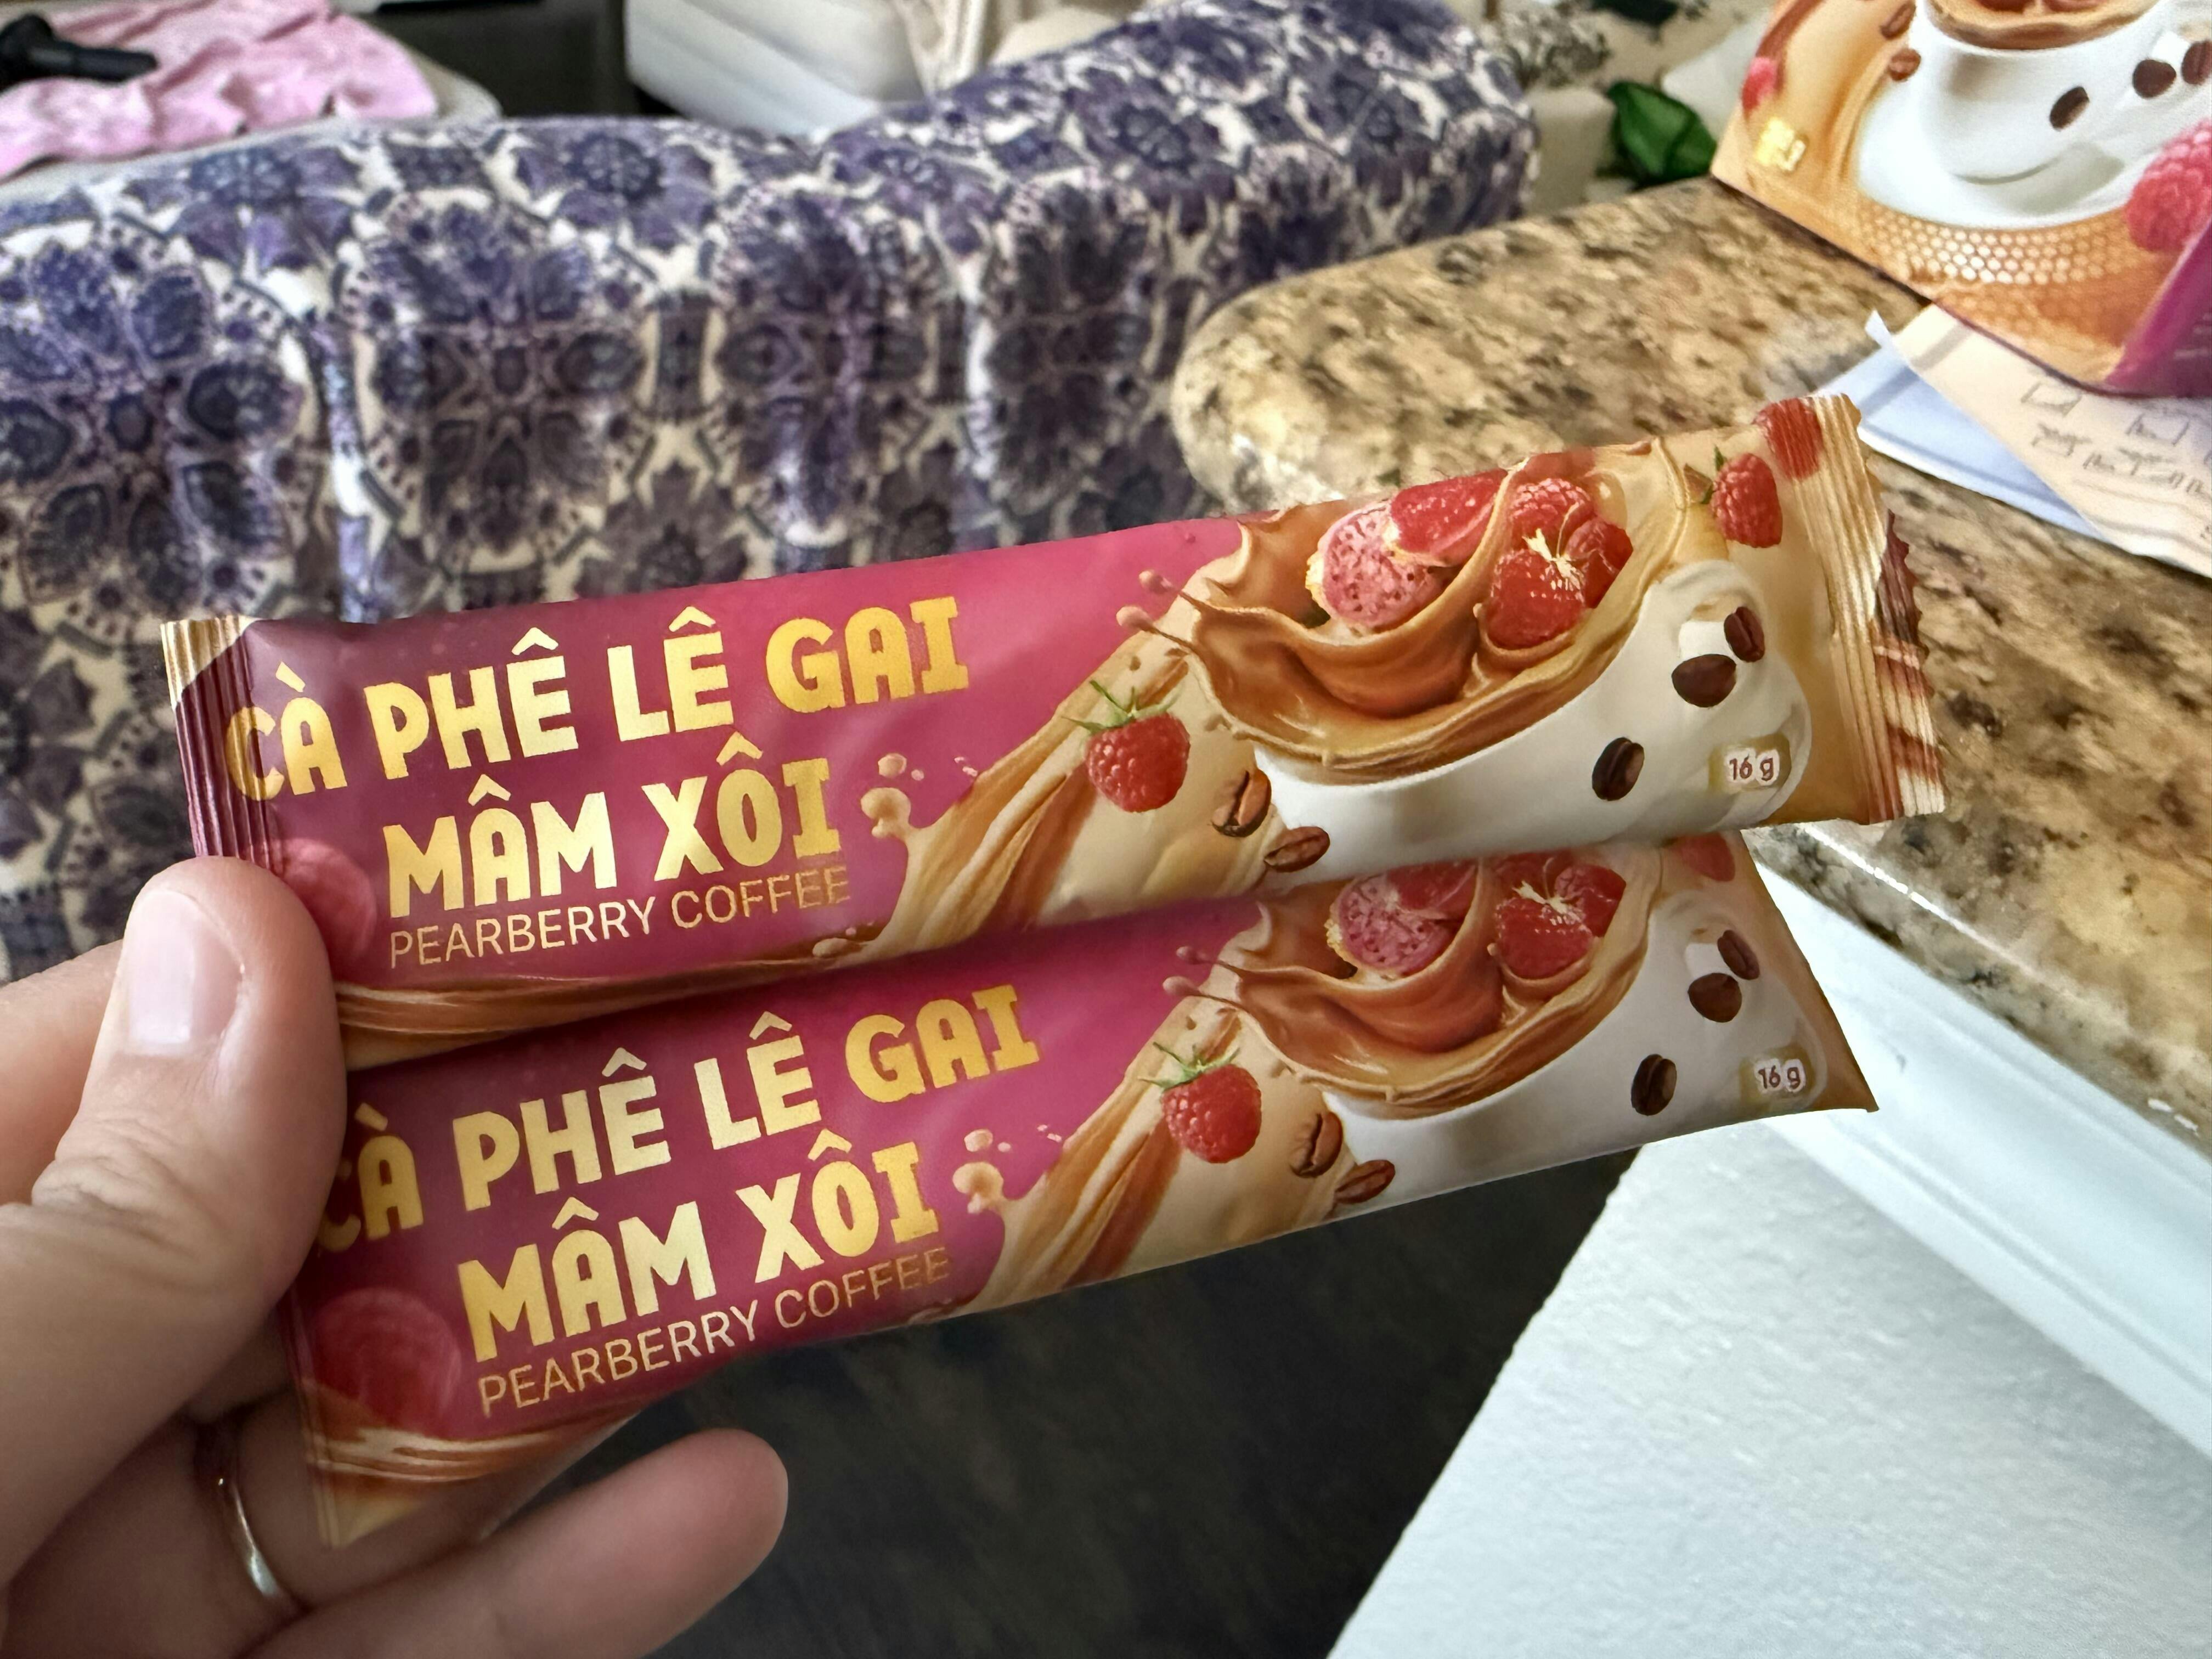 CÀ PHÊ LÊ GAI
MÂM XÔI
PEARBERRY COFFEE
16 g
CÀ PHÊ LÊ GAI
MÂM XÔI
PEARBERRY COFFEE
16 g